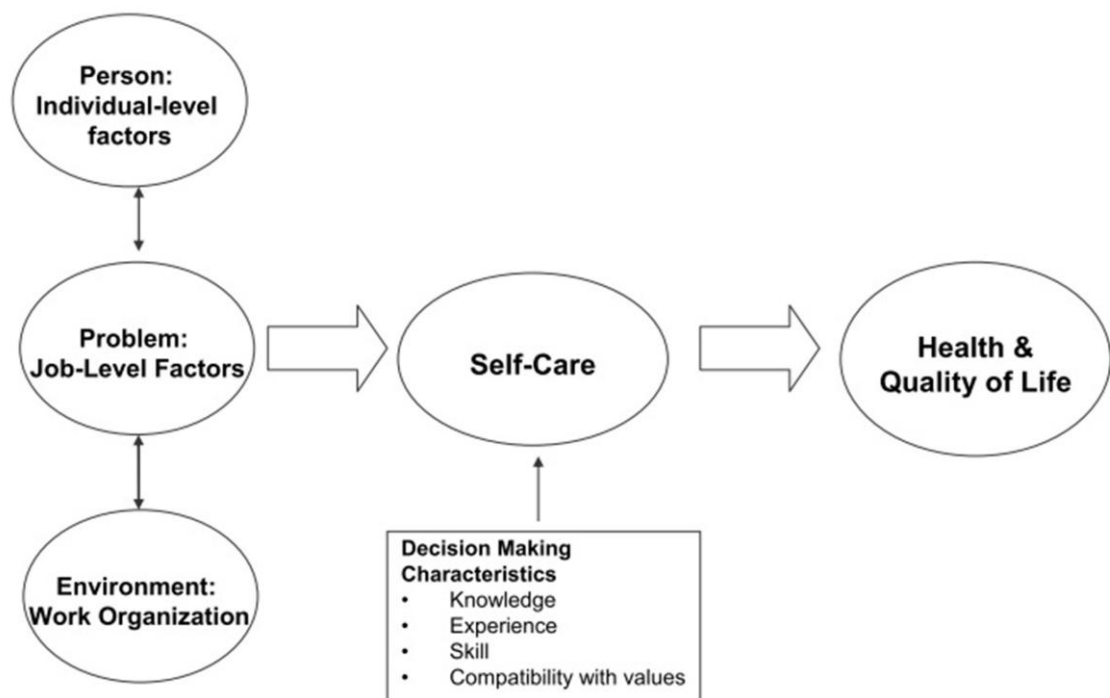 Person:
Individual-level
factors
Problem:
Job-Level Factors
Environment:
Work Organization
Self-Care
Decision Making
Characteristics
• Knowledge
• Experience
• Skill
• Compatibility with values
Health &
Quality of Life